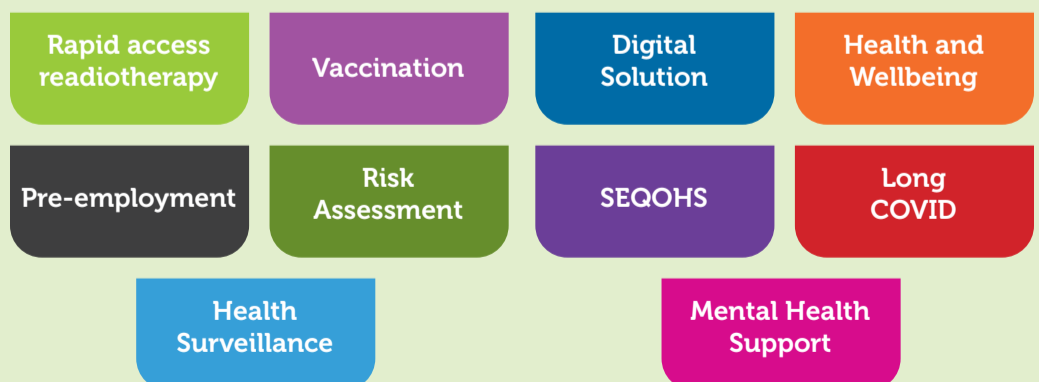 Rapid access
readiotherapy
Vaccination
Digital
Solution
Health and
Wellbeing
Pre-employment
Risk
Assessment
SEQOHS
Long
COVID
Health
Surveillance
Mental Health
Support